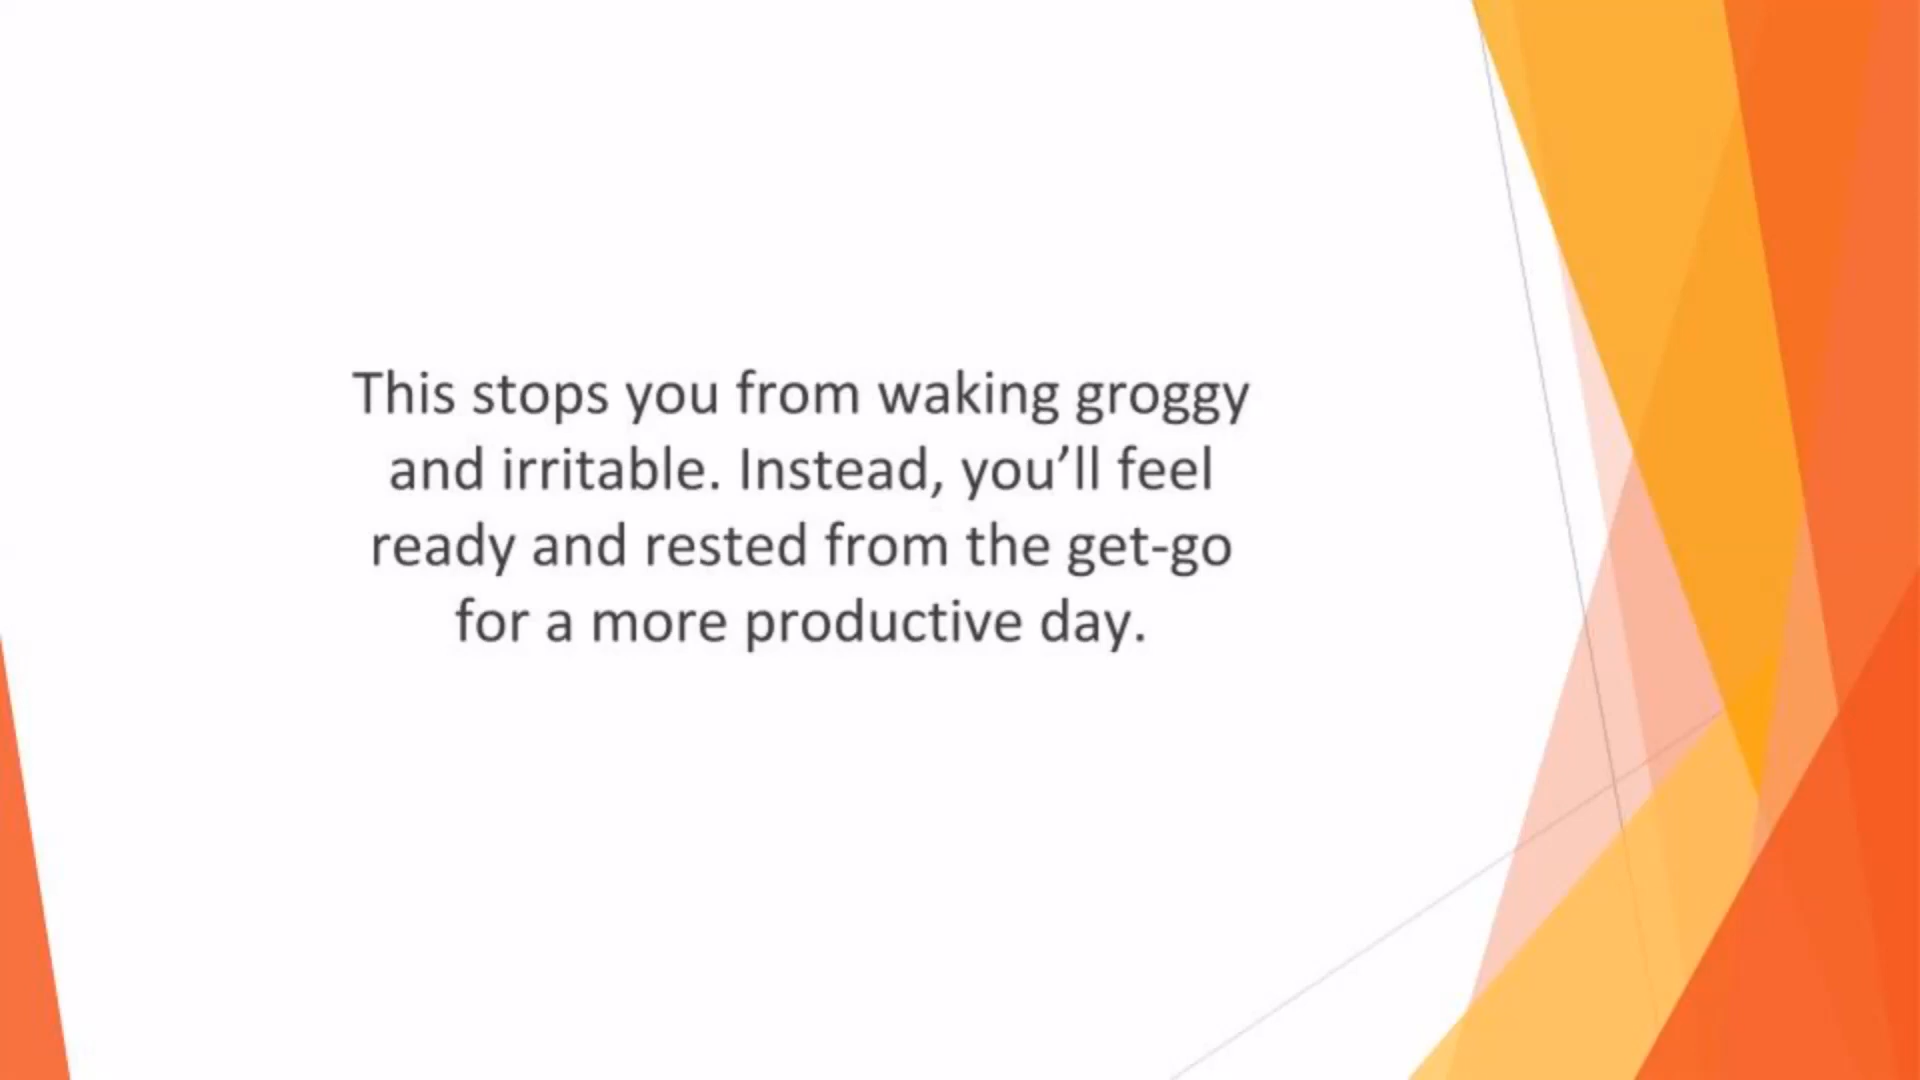 This stops you from waking groggy
and irritable. Instead, you’ll feel
ready and rested from the get-go
for a more productive day.